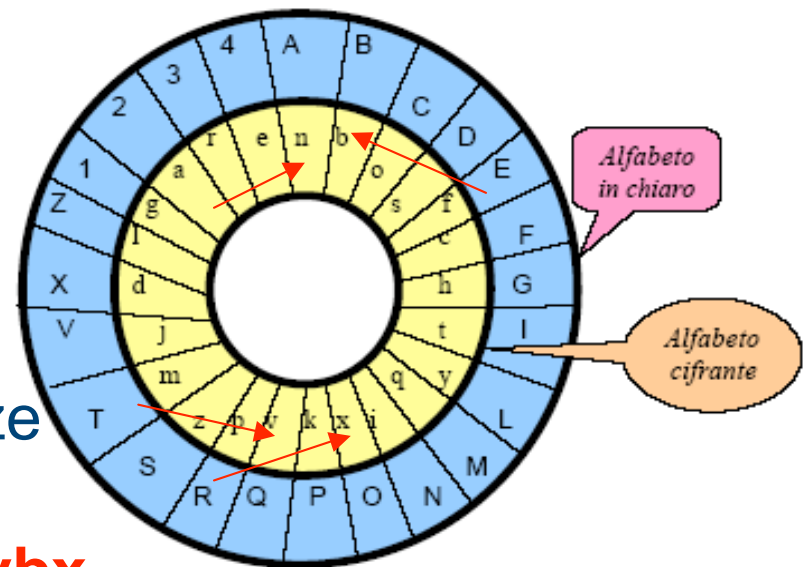 A B C D E F G I L M N O P Q R S T V X Z 1 2 3 4
n b o s f c h t y q i x k v p z m j d l g a r e
Alfabeto
in chiaro
Alfabeto
cifrante
ze